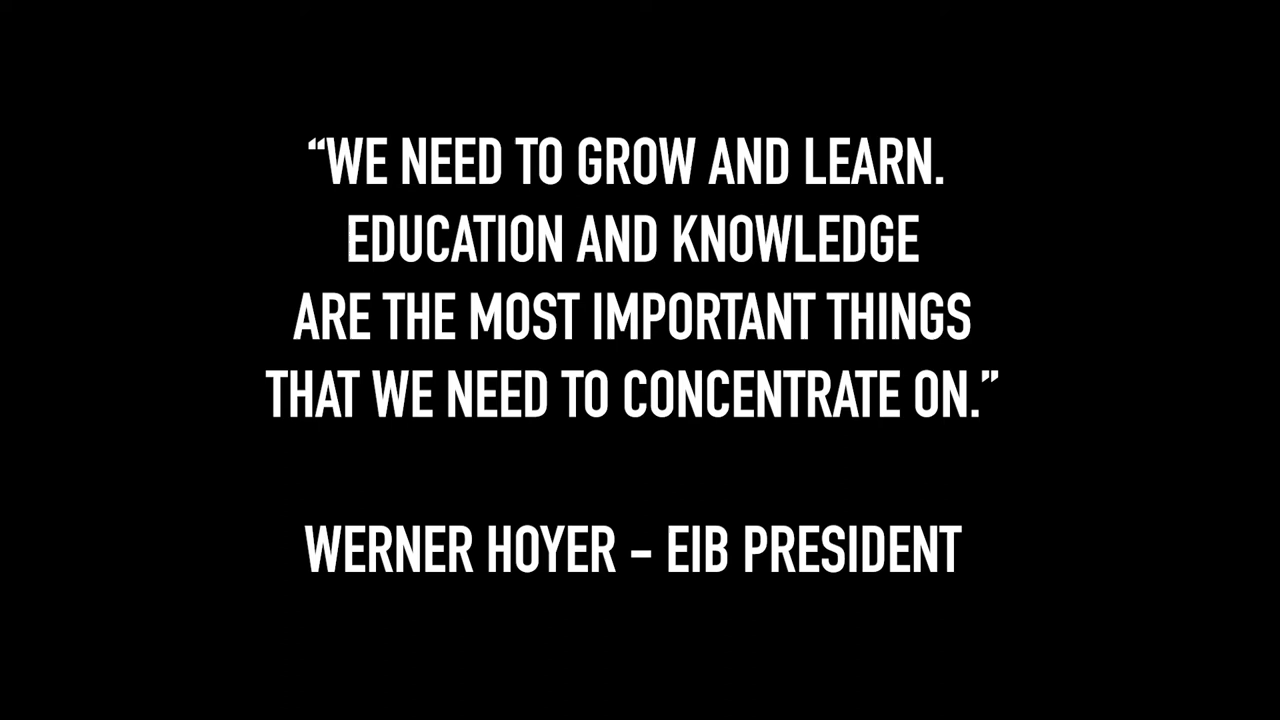 “WE NEED TO GROW AND LEARN.
EDUCATION AND KNOWLEDGE
ARE THE MOST IMPORTANT THINGS
THAT WE NEED TO CONCENTRATE ON.”
WERNER HOYER – EIB PRESIDENT